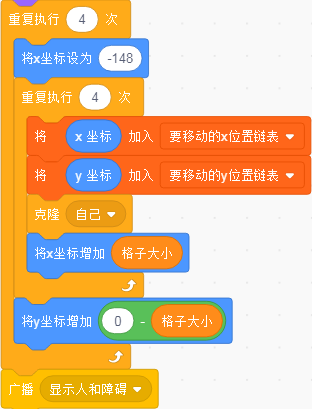 重复执行 4 次
将x坐标设为 -148
重复执行 4 次
将 x 坐标 加入 要移动的x位置链表
将 y 坐标 加入 要移动的y位置链表
克隆 自己
将x坐标增加 格子大小
将y坐标增加 0 - 格子大小
广播 显示人和障碍